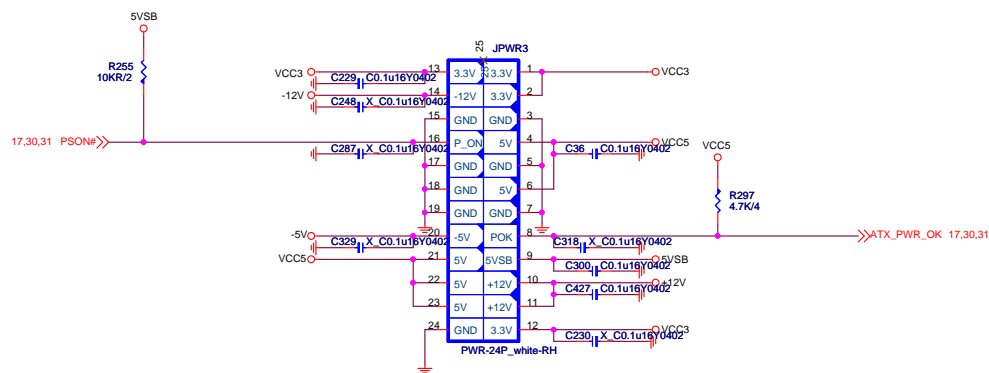 5VSB
R255
10KR/2
17,30,31 PSON#
VCC3
C229 C0.1u16Y0402
-12V
C248 X_C0.1u16Y0402
C287 X_C0.1u16Y0402
-5V
C329 X_C0.1u16Y0402
VCC5
JPWR3
25
13 3.3V 3.3V 1
14 -12V 3.3V 2
15 GND GND 3
16 P_ON 5V 4
17 GND GND 5
18 GND 5V 6
19 GND GND 7
20 -5V POK 8
21 5V 5VSB 9
22 5V +12V 10
23 5V +12V 11
24 GND 3.3V 12
PWR-24P_white-RH
VCC3
VCC5
C36 C0.1u16Y0402
VCC5
R297
4.7K/4
ATX_PWR_OK 17,30,31
C318 X_C0.1u16Y0402
5VSB
C300 C0.1u16Y0402
+12V
C427 C0.1u16Y0402
VCC3
C230 X_C0.1u16Y0402